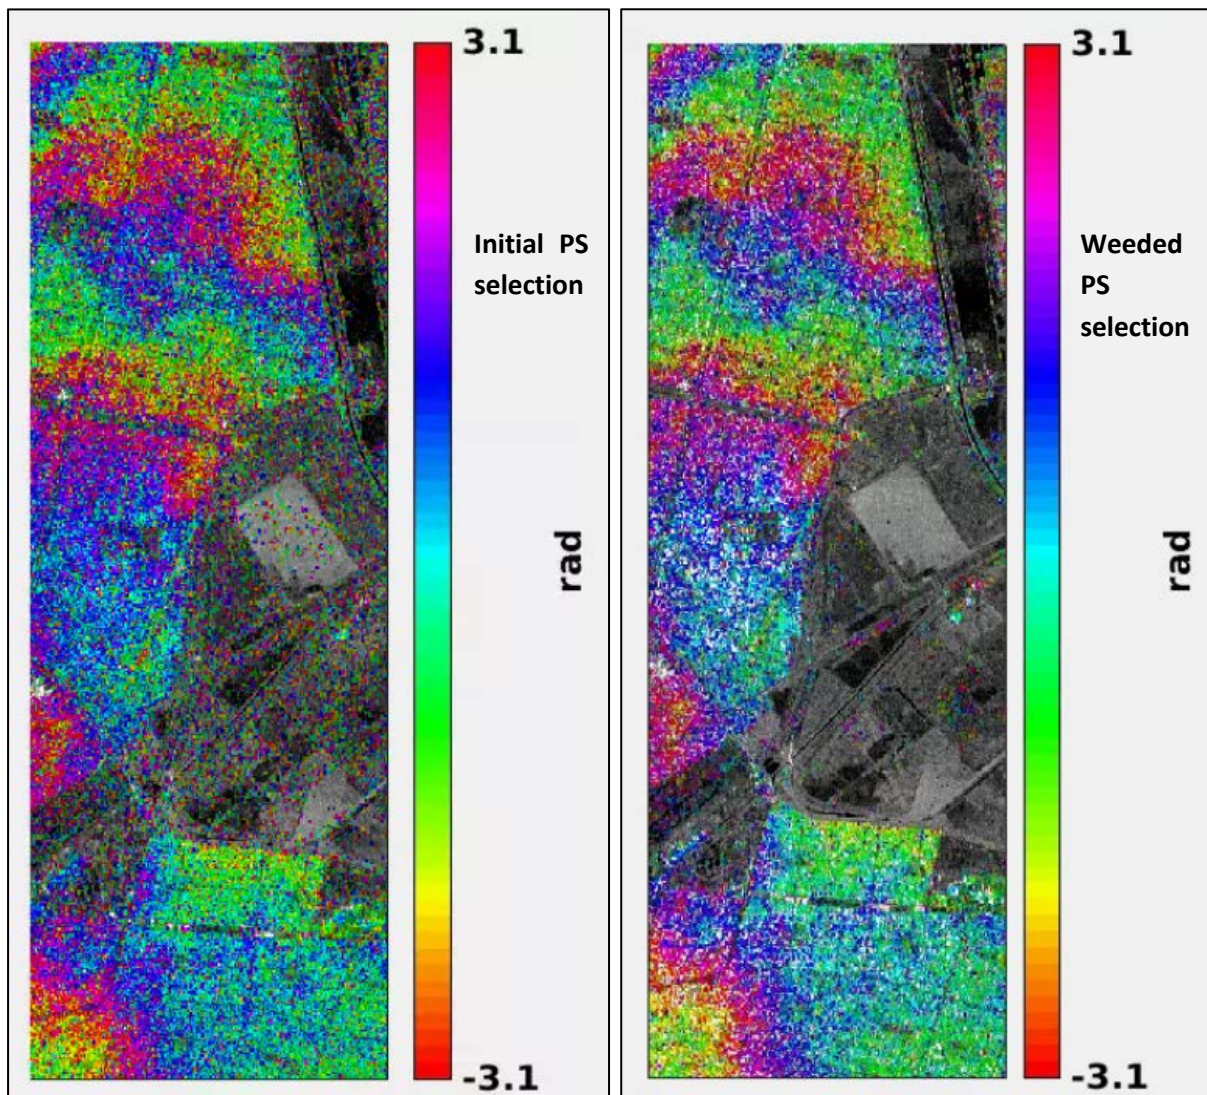 3.1
Initial PS
selection
rad
-3.1
3.1
Weeded
PS
selection
rad
-3.1